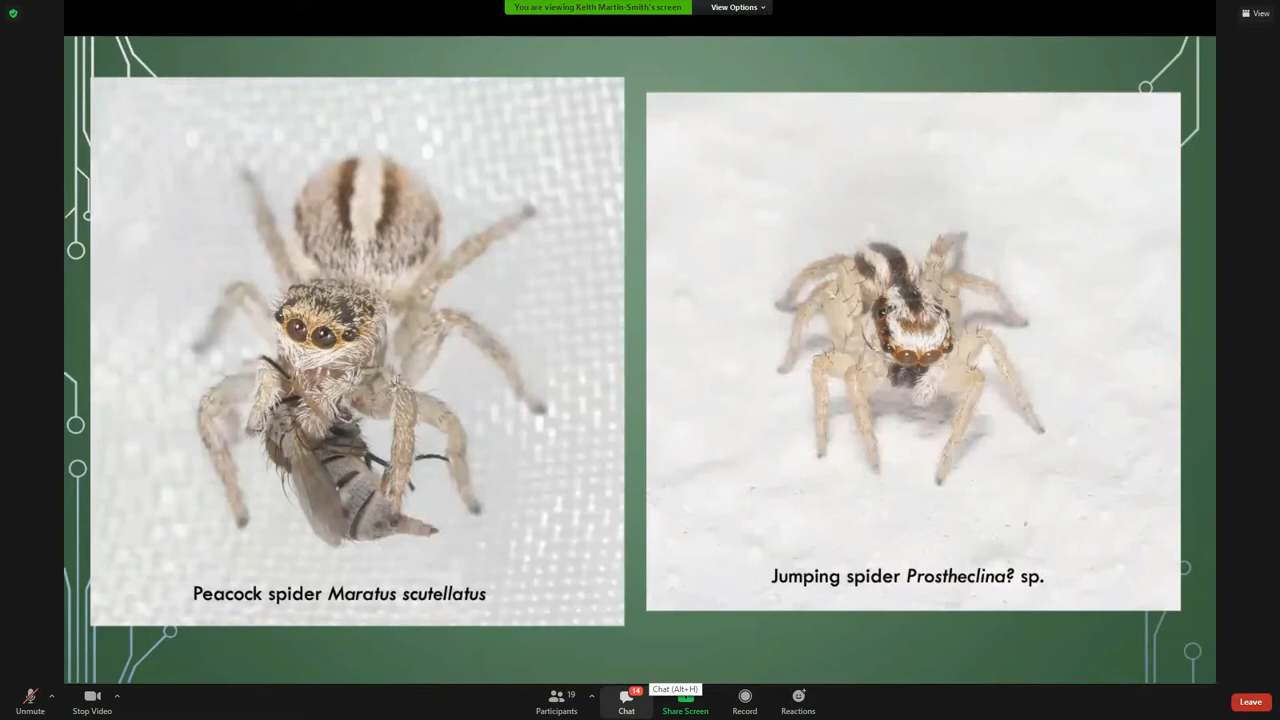 You are viewing Keith Martin-Smith's screen
View Options
View
Peacock spider Maratus scutellatus
Jumping spider Prostheclina? sp.
Chat (Alt+H)
Unmute
Stop Video
19
Participants
14
Chat
Share Screen
Record
Reactions
Leave